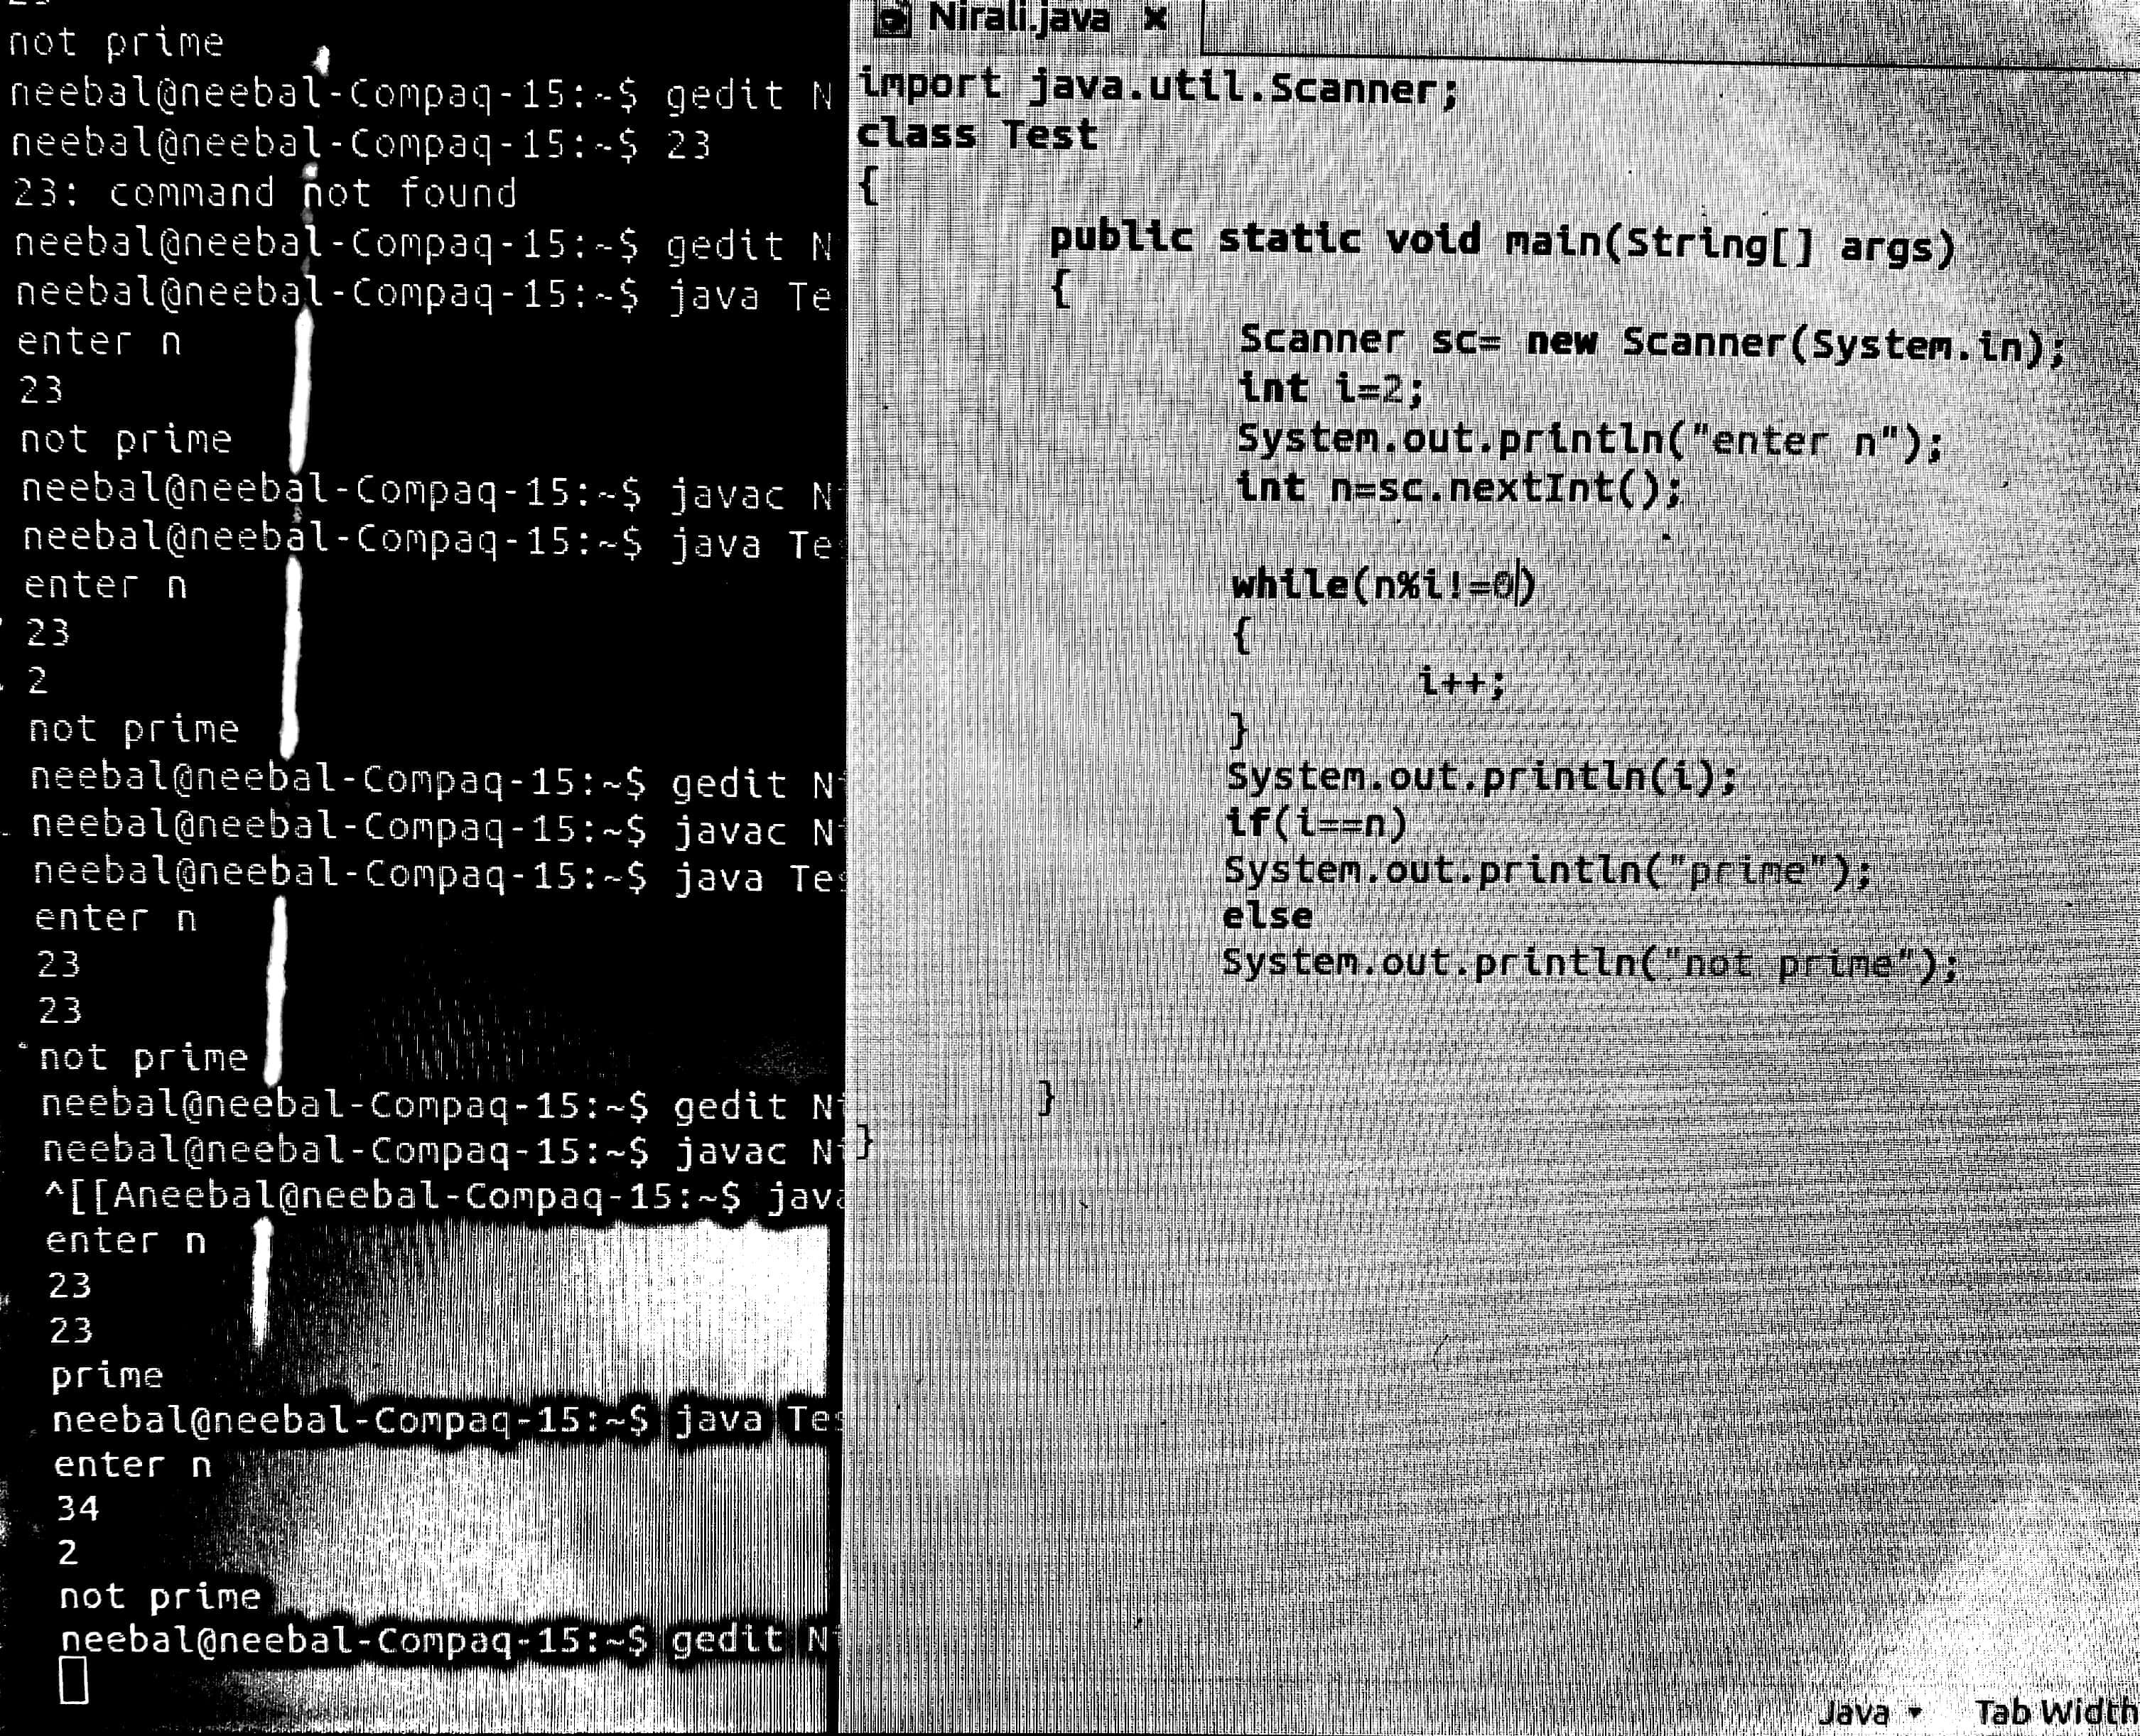 not prime
neebal@neebal-Compaq-15:~$ gedit N
neebal@neebal-Compaq-15:~$ 23
23: command not found
neebal@neebal-Compaq-15:~$ gedit N
neebal@neebal-Compaq-15:~$ java Te
enter n
23
not prime
neebal@neebal-Compaq-15:~$ javac N
neebal@neebal-Compaq-15:~$ java Te
enter n
23
2
not prime
neebal@neebal-Compaq-15:~$ gedit Ni
neebal@neebal-Compaq-15:~$ javac Ni
neebal@neebal-Compaq-15:~$ java Tes
enter n
23
23
not prime
neebal@neebal-Compaq-15:~$ gedit Ni
neebal@neebal-Compaq-15:~$ javac Ni
^[[Aneebal@neebal-Compaq-15:~$ java
enter n
23
23
prime
neebal@neebal-Compaq-15:~$ java Tes
enter n
34
2
not prime
neebal@neebal-Compaq-15:~$ gedit Ni
Nirali.java ×
import java.util.Scanner;
class Test
{
public static void main(String[] args)
{
Scanner sc= new Scanner(System.in);
int i=2;
System.out.println("enter n");
int n=sc.nextInt();
while(n%i!=0)
{
i++;
}
System.out.println(i);
if(i==n)
System.out.println("prime");
else
System.out.println("not prime");
}
}
Java ▾ Tab Width